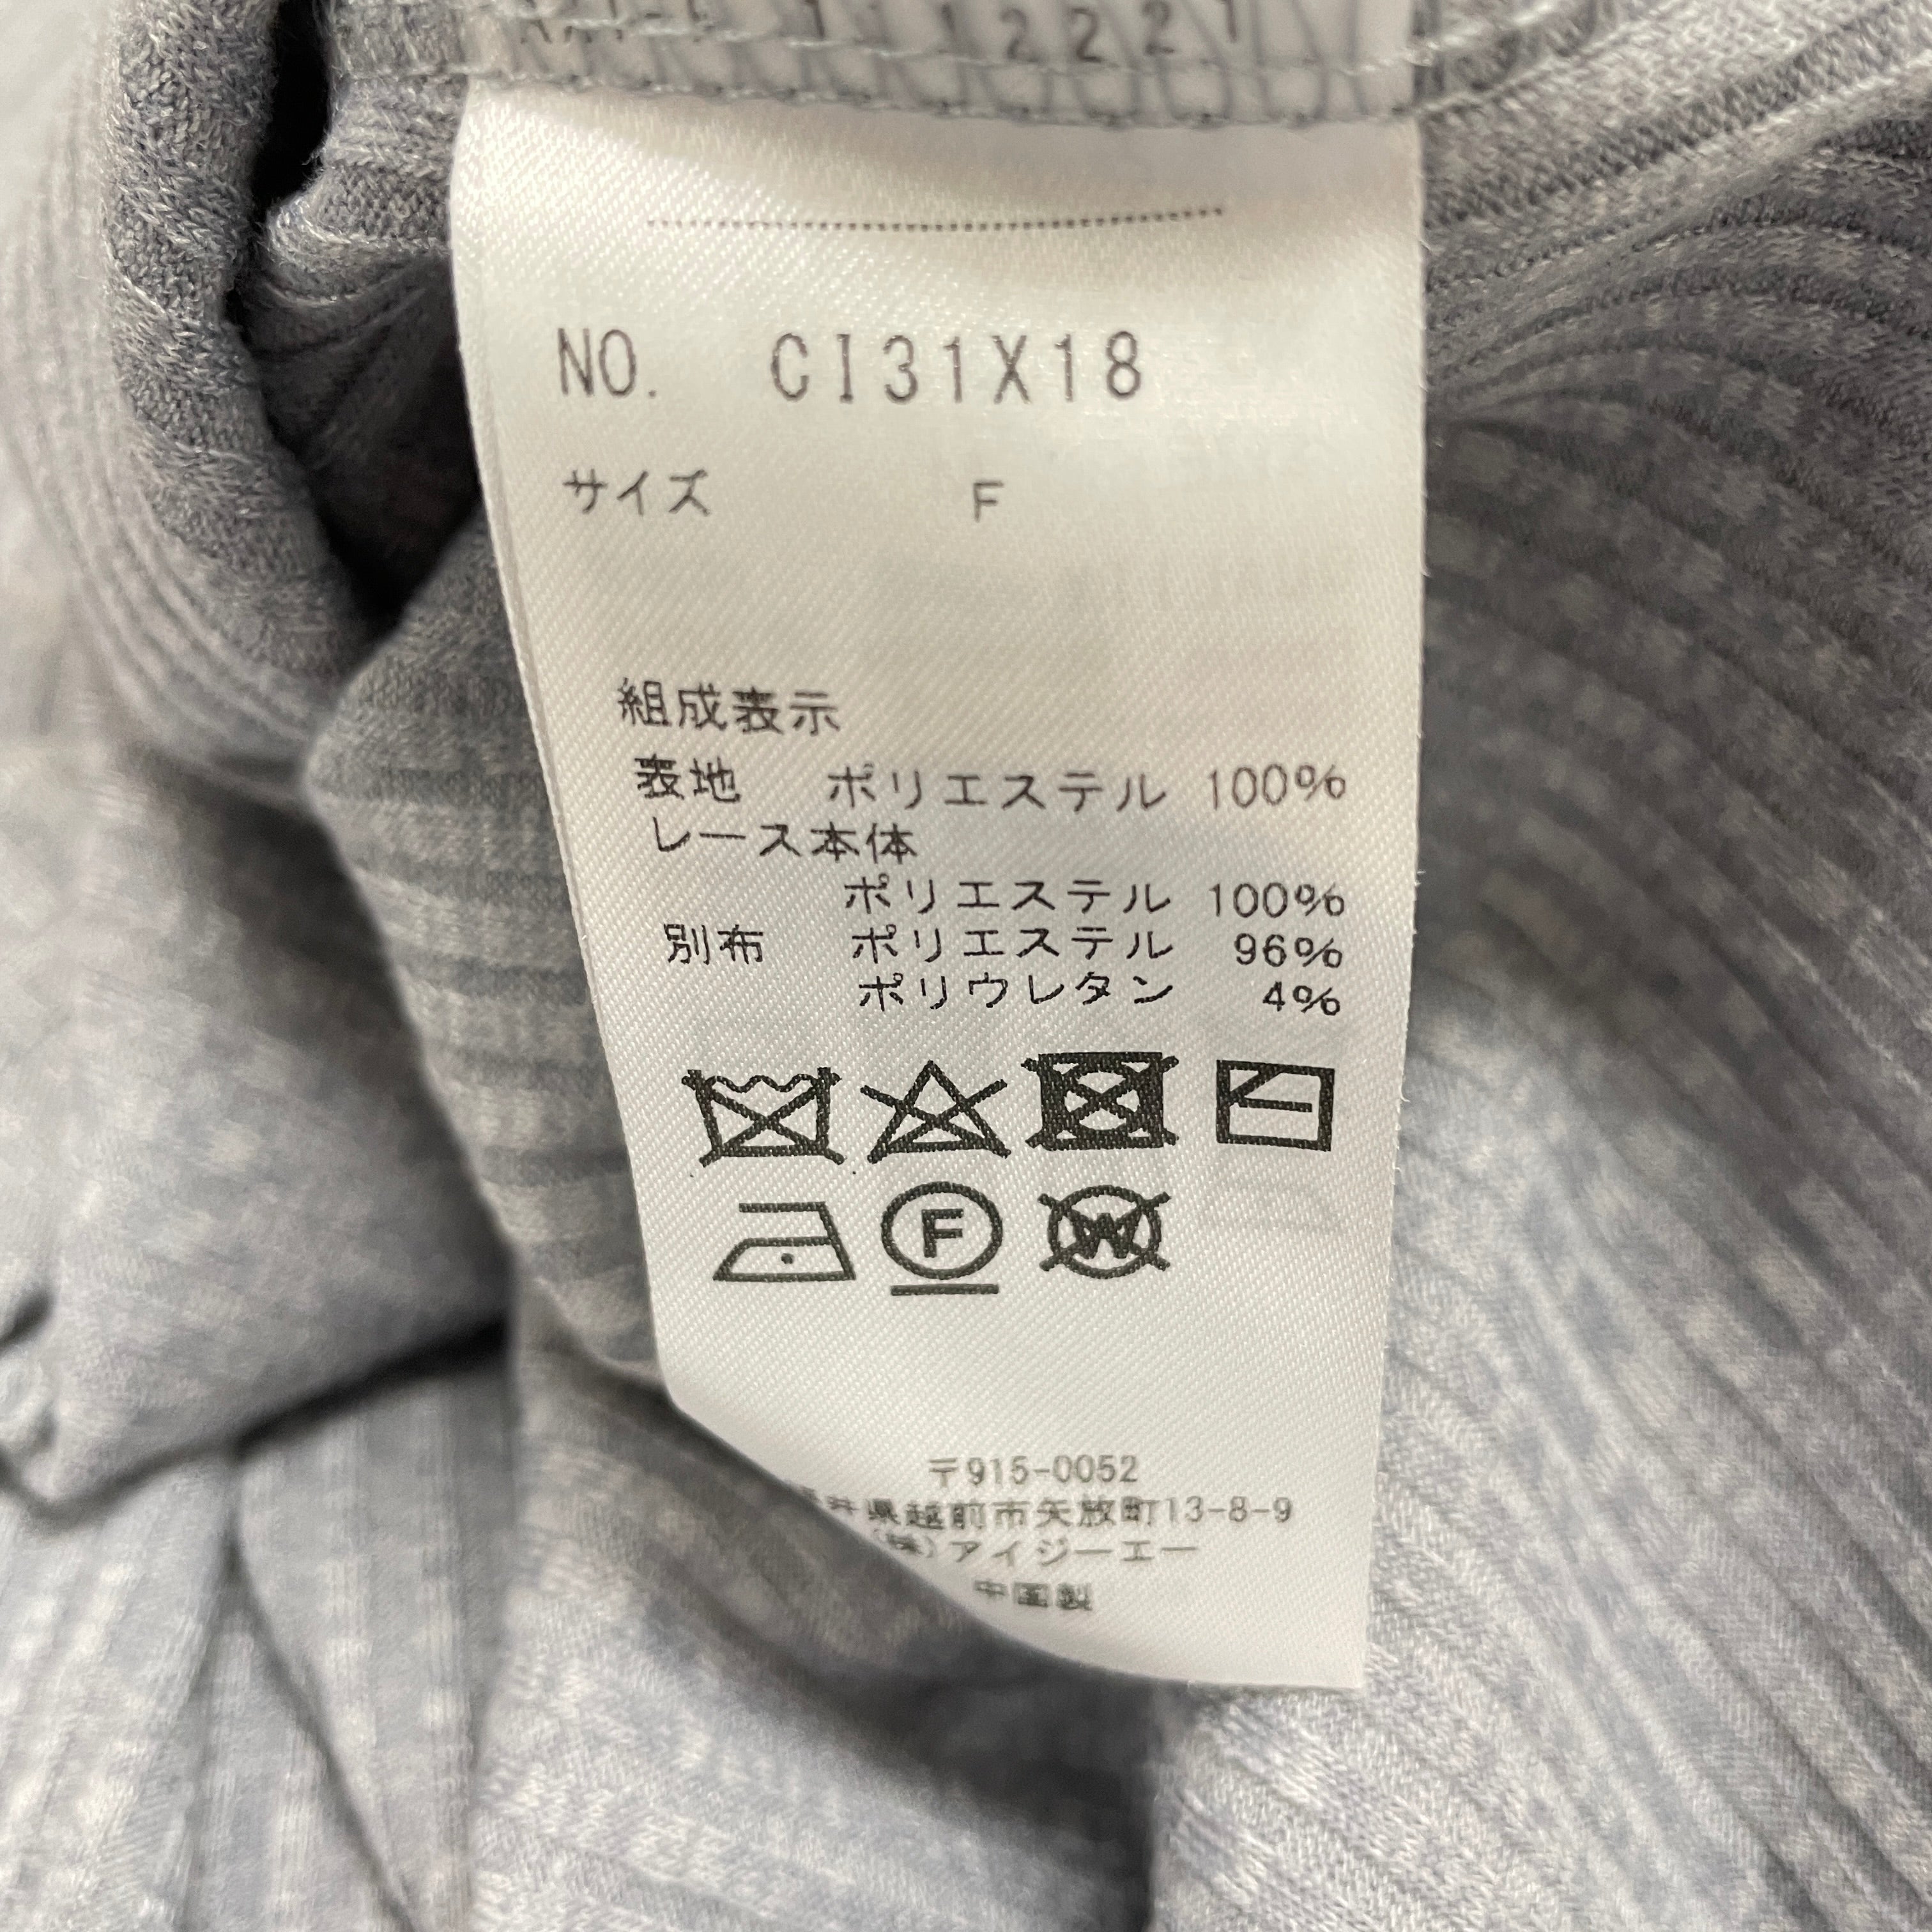 NO. CI31X18
サイズ F
組成表示
表地 ポリエステル 100%
レース本体
ポリエステル 100%
別布 ポリエステル 96%
ポリウレタン 4%
F
W
〒915-0052
井県越前市矢放町13-8-9
(株)アイジーエー
中国製